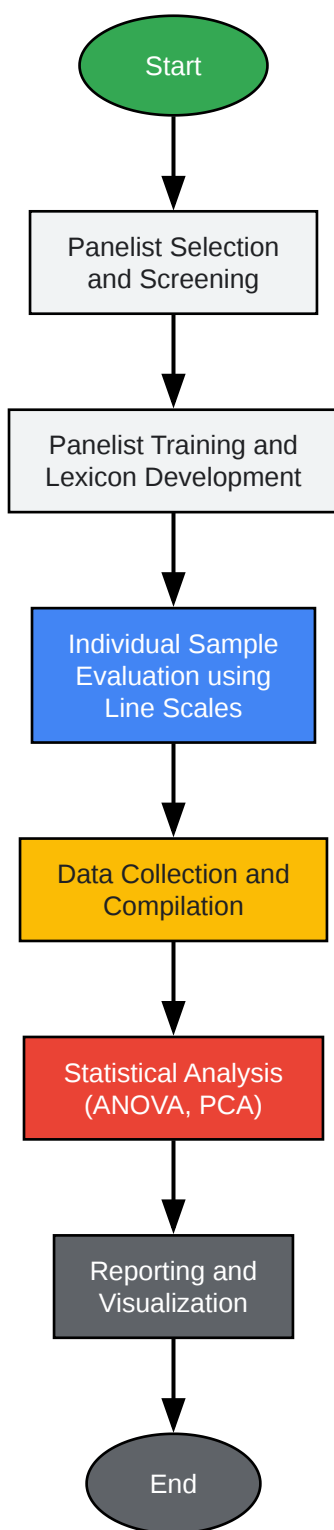 Start
Panelist Selection
and Screening
Panelist Training and
Lexicon Development
Individual Sample
Evaluation using
Line Scales
Data Collection and
Compilation
Statistical Analysis
(ANOVA, PCA)
Reporting and
Visualization
End